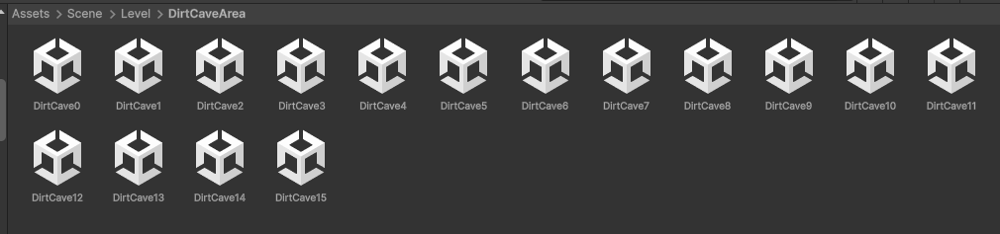 Assets > Scene > Level > DirtCaveArea
DirtCave0 DirtCave1 DirtCave2 DirtCave3 DirtCave4 DirtCave5 DirtCave6 DirtCave7 DirtCave8 DirtCave9 DirtCave10 DirtCave11
DirtCave12 DirtCave13 DirtCave14 DirtCave15